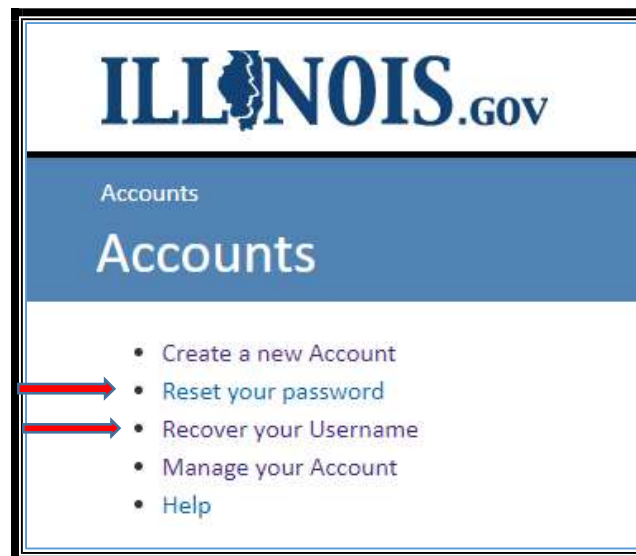 ILLINOIS.GOV
Accounts
Accounts
Create a new Account
Reset your password
Recover your Username
Manage your Account
Help